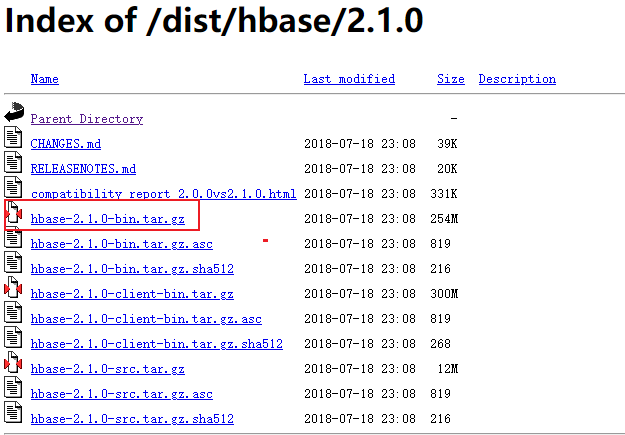 Index of /dist/hbase/2.1.0
Name Last modified Size Description
Parent Directory -
CHANGES.md 2018-07-18 23:08 39K
RELEASENOTES.md 2018-07-18 23:08 20K
compatibility_report_2.0.0vs2.1.0.html 2018-07-18 23:08 331K
hbase-2.1.0-bin.tar.gz 2018-07-18 23:08 254M
hbase-2.1.0-bin.tar.gz.asc 2018-07-18 23:08 819
hbase-2.1.0-bin.tar.gz.sha512 2018-07-18 23:08 216
hbase-2.1.0-client-bin.tar.gz 2018-07-18 23:08 300M
hbase-2.1.0-client-bin.tar.gz.asc 2018-07-18 23:08 819
hbase-2.1.0-client-bin.tar.gz.sha512 2018-07-18 23:08 268
hbase-2.1.0-src.tar.gz 2018-07-18 23:08 12M
hbase-2.1.0-src.tar.gz.asc 2018-07-18 23:08 819
hbase-2.1.0-src.tar.gz.sha512 2018-07-18 23:08 216